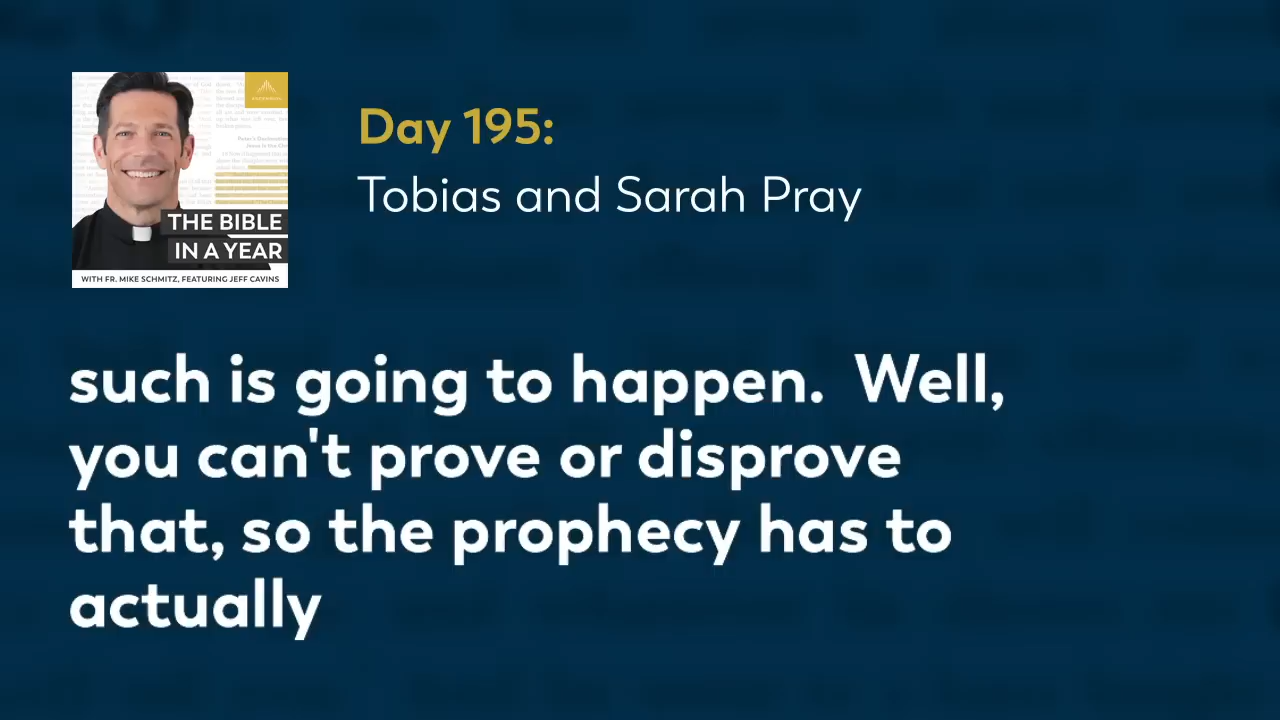 Day 195:
Tobias and Sarah Pray
THE BIBLE
IN A YEAR
WITH FR. MIKE SCHMITZ, FEATURING JEFF CAVINS
such is going to happen.  Well,
you can't prove or disprove
that, so the prophecy has to
actually